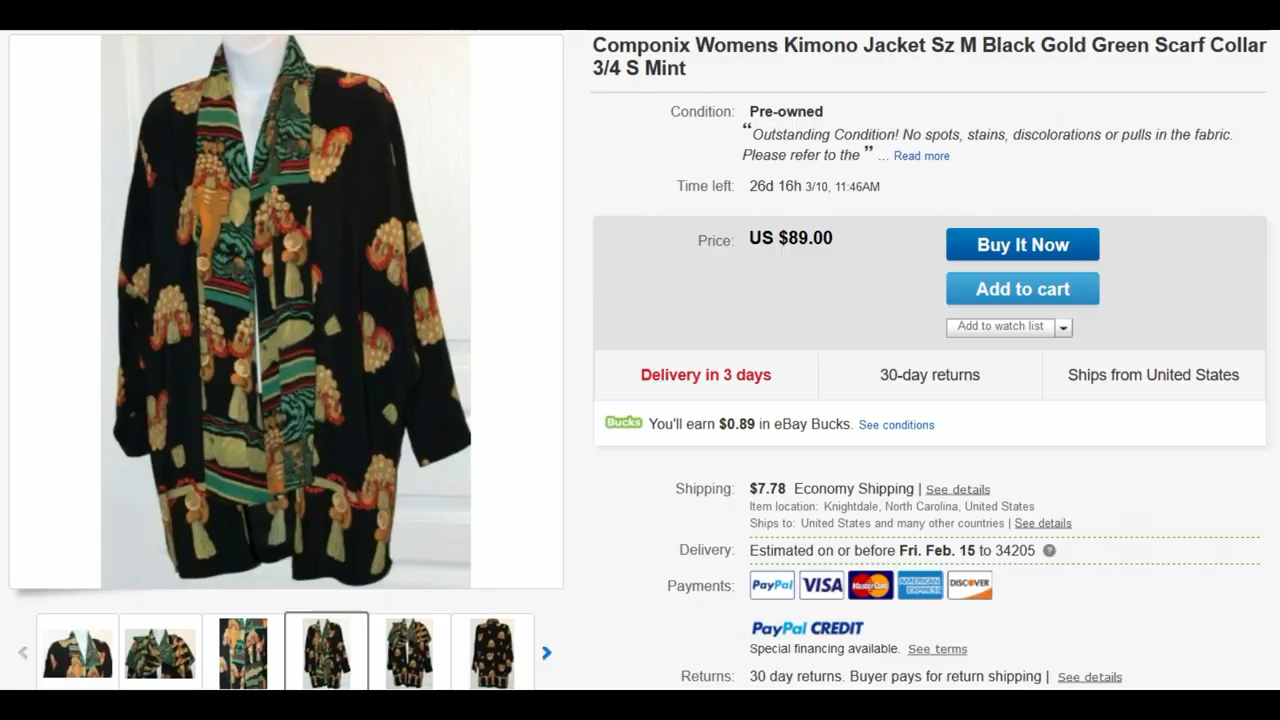 Componix Womens Kimono Jacket Sz M Black Gold Green Scarf Collar
3/4 S Mint
Condition: Pre-owned
“Outstanding Condition! No spots, stains, discolorations or pulls in the fabric.
Please refer to the ” ... Read more
Time left: 26d 16h 3/10, 11:46AM
Price: US $89.00
Buy It Now
Add to cart
Add to watch list
Delivery in 3 days
30-day returns
Ships from United States
Bucks You'll earn $0.89 in eBay Bucks. See conditions
Shipping: $7.78 Economy Shipping | See details
Item location: Knightdale, North Carolina, United States
Ships to: United States and many other countries | See details
Delivery: Estimated on or before Fri. Feb. 15 to 34205 ?
Payments: PayPal VISA MasterCard AMERICAN EXPRESS DISCOVER
PayPal CREDIT
Special financing available. See terms
Returns: 30 day returns. Buyer pays for return shipping | See details